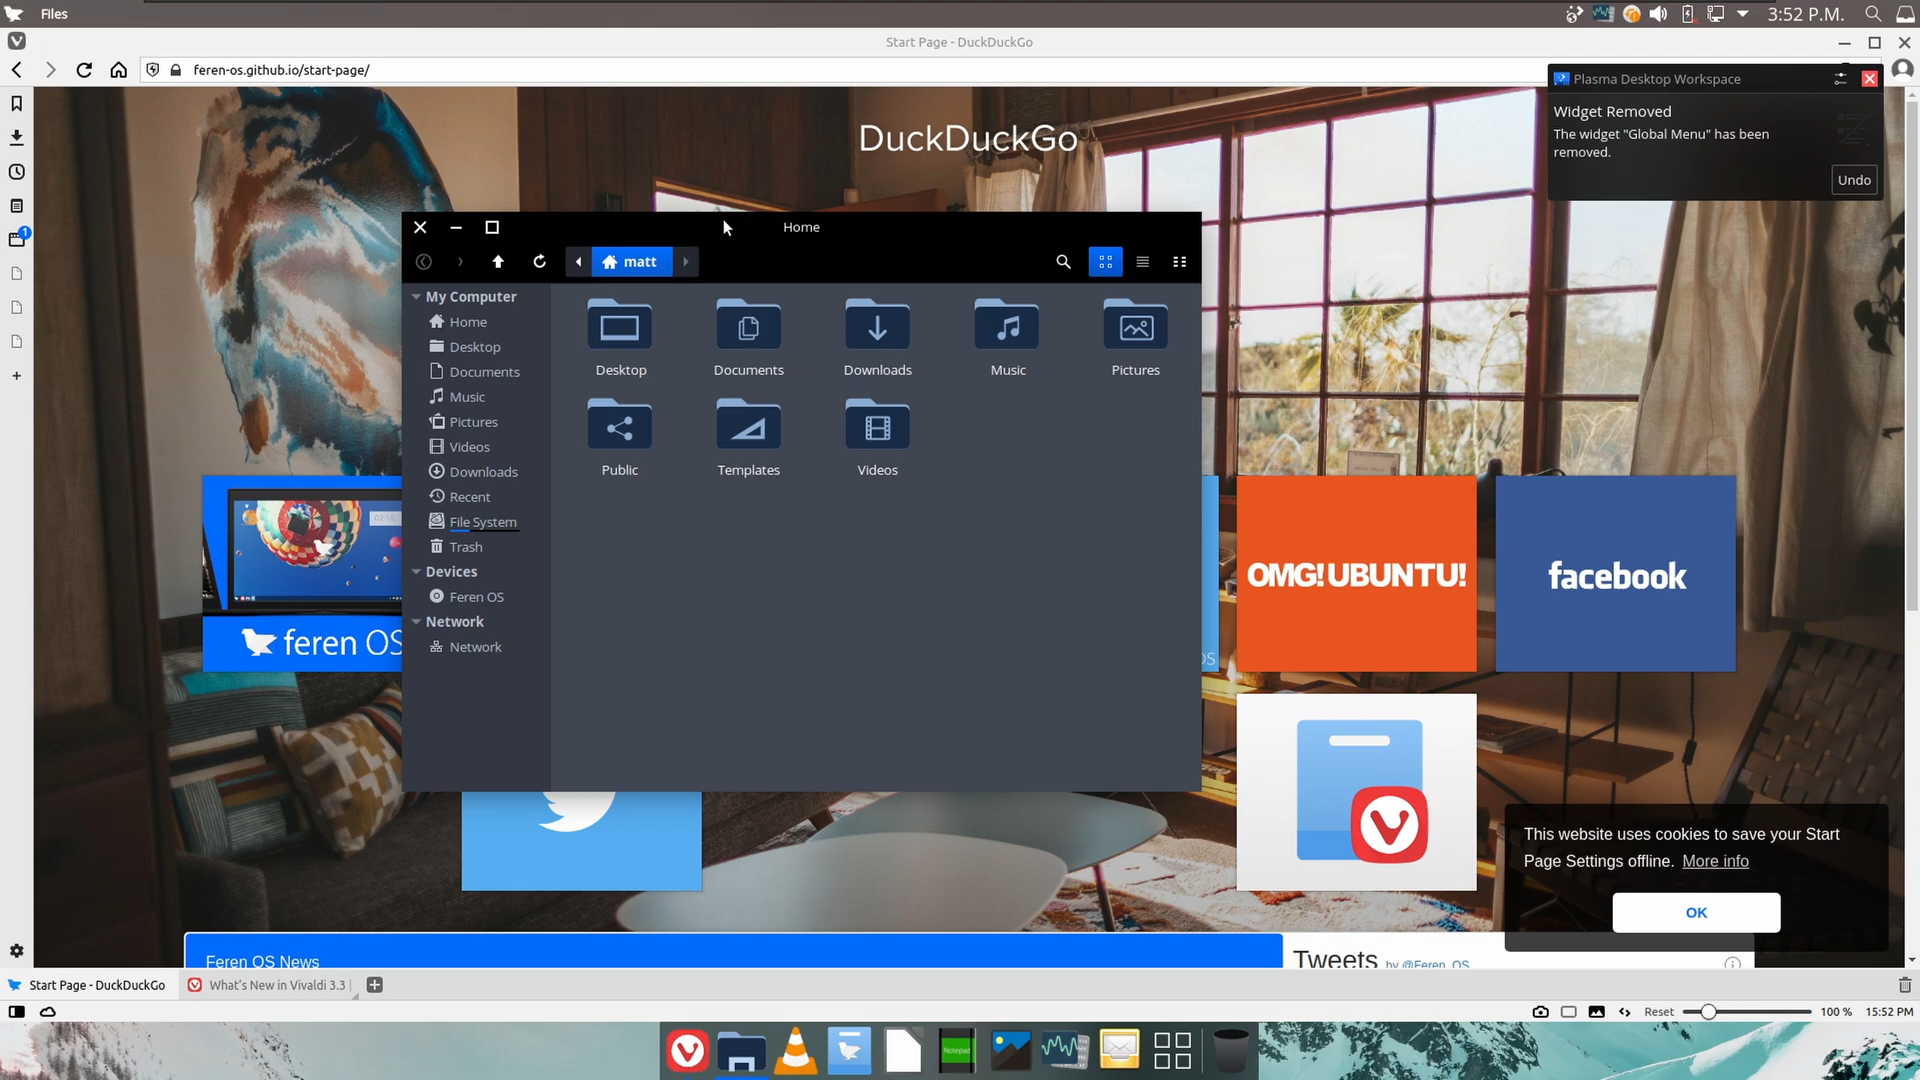 Files
3:52 P.M.
Start Page - DuckDuckGo
feren-os.github.io/start-page/
Plasma Desktop Workspace
Widget Removed
The widget "Global Menu" has been
removed.
Undo
DuckDuckGo
Home
matt
My Computer
Home
Desktop
Documents
Music
Pictures
Videos
Downloads
Recent
File System
Trash
Devices
Feren OS
Network
Network
Desktop
Documents
Downloads
Music
Pictures
Public
Templates
Videos
1
feren OS
OS
OMG! UBUNTU!
facebook
This website uses cookies to save your Start
Page Settings offline. More info
OK
Feren OS News
Tweets by @Feren_OS
Start Page - DuckDuckGo
What's New in Vivaldi 3.3
Reset
100 %
15:52 PM
Notepad